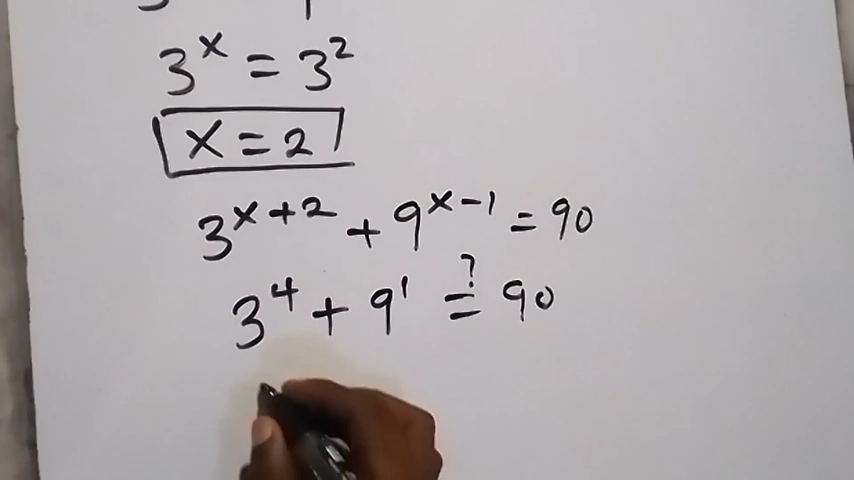 3^x = 3^2
x = 2
3^{x+2} + 9^{x-1} = 90
3^4 + 9^1 ≟ 90